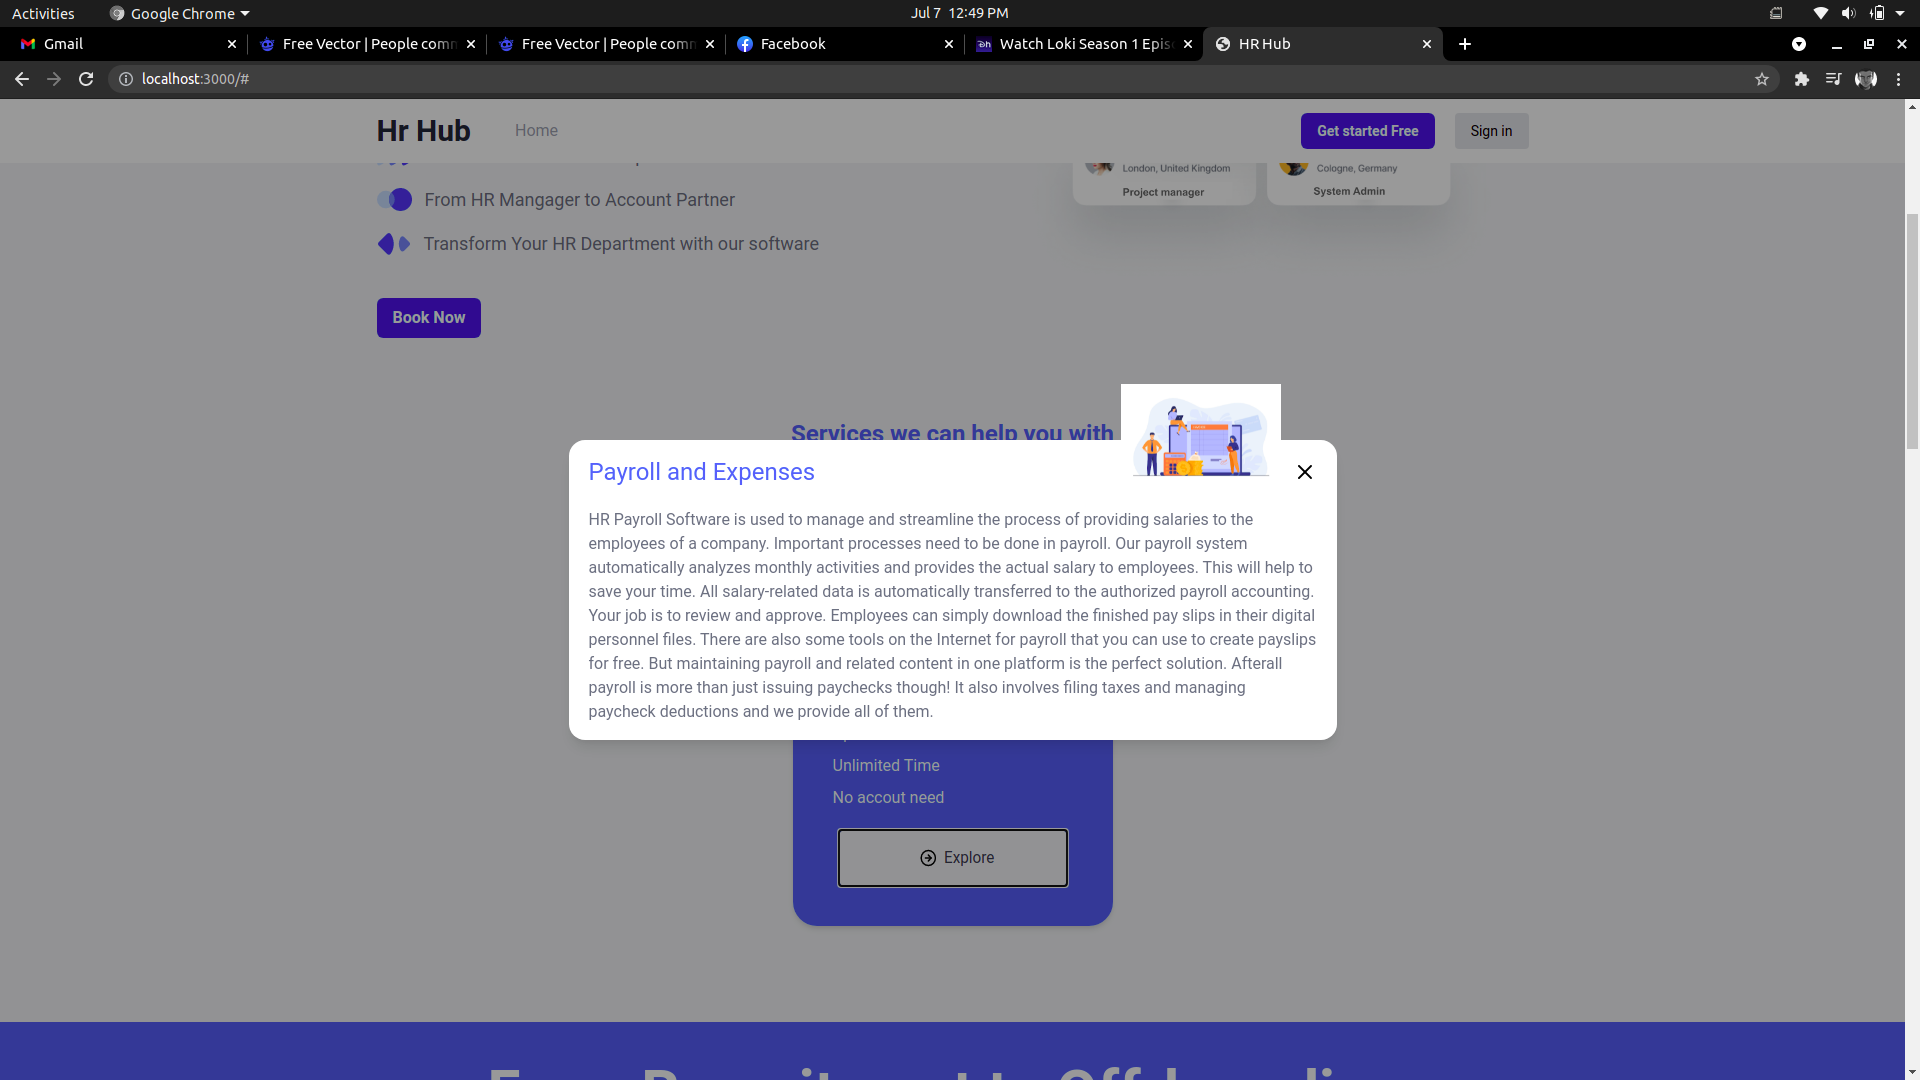 Activities
Google Chrome
Jul 7 12:49 PM
Gmail
Free Vector | People comm
Free Vector | People comm
Facebook
Watch Loki Season 1 Epis
HR Hub
localhost:3000/#
Hr Hub
Home
Get started Free
Sign in
London, United Kingdom
Cologne, Germany
Project manager
System Admin
From HR Mangager to Account Partner
Transform Your HR Department with our software
Book Now
Services we can help you with
Payroll and Expenses
HR Payroll Software is used to manage and streamline the process of providing salaries to the
employees of a company. Important processes need to be done in payroll. Our payroll system
automatically analyzes monthly activities and provides the actual salary to employees. This will help to
save your time. All salary-related data is automatically transferred to the authorized payroll accounting.
Your job is to review and approve. Employees can simply download the finished pay slips in their digital
personnel files. There are also some tools on the Internet for payroll that you can use to create payslips
for free. But maintaining payroll and related content in one platform is the perfect solution. Afterall
payroll is more than just issuing paychecks though! It also involves filing taxes and managing
paycheck deductions and we provide all of them.
Unlimited Time
No accout need
Explore